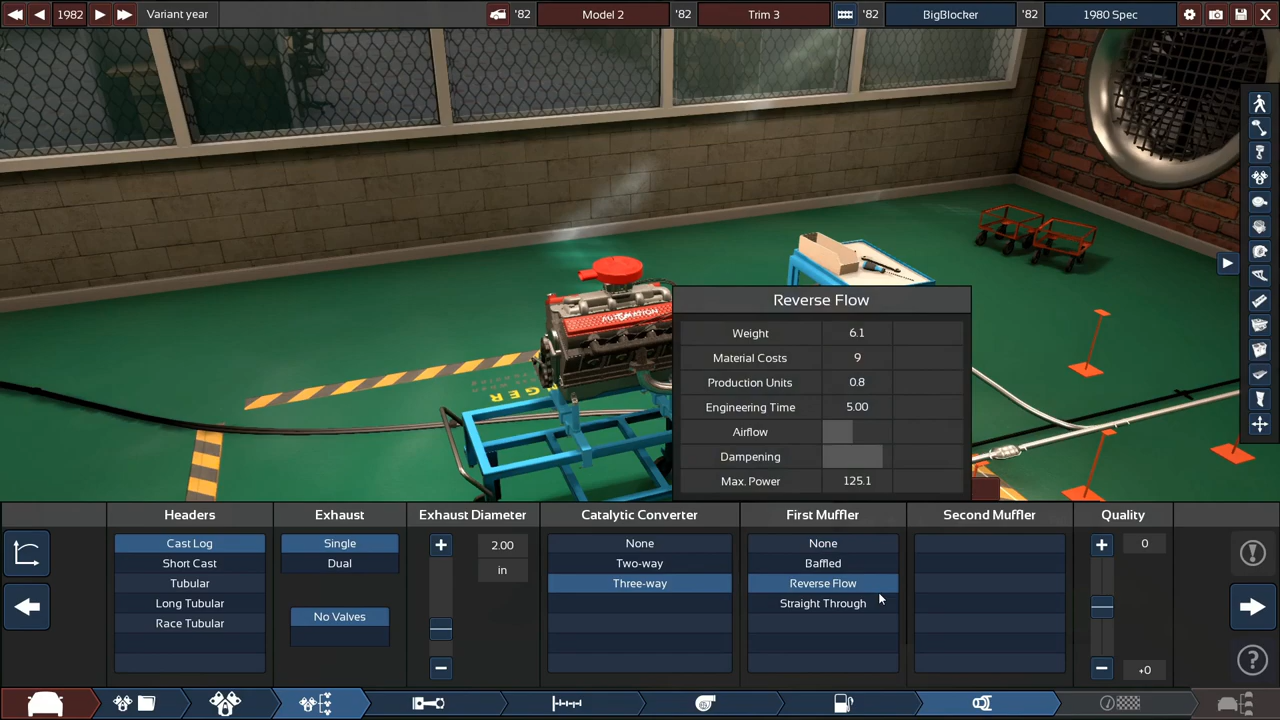 1982 Variant year '82 Model 2 '82 Trim 3 '82 BigBlocker '82 1980 Spec
AUTOMATION
Reverse Flow
Weight 6.1
Material Costs 9
Production Units 0.8
Engineering Time 5.00
Airflow
Dampening
Max. Power 125.1
Headers Exhaust Exhaust Diameter Catalytic Converter First Muffler Second Muffler Quality
Cast Log Single + 2.00 None None + 0
Short Cast Dual in Two-way Baffled
Tubular Three-way Reverse Flow
Long Tubular Straight Through
Race Tubular No Valves
+0